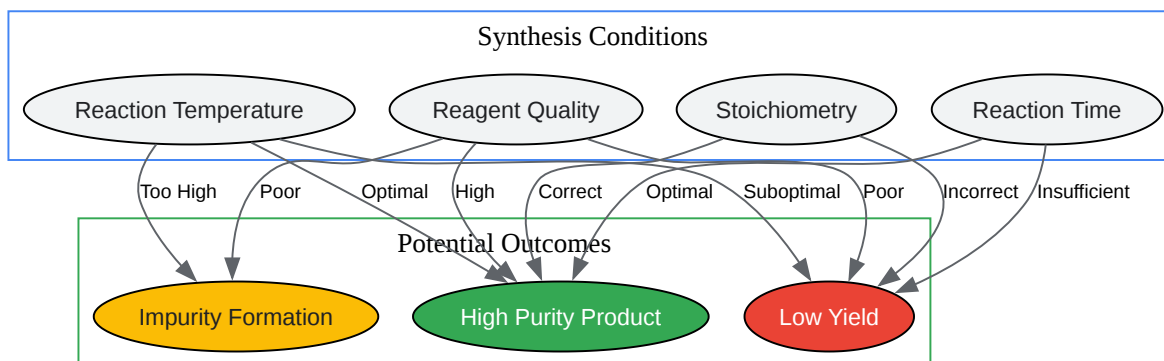 Synthesis Conditions
Reaction Temperature
Reagent Quality
Stoichiometry
Reaction Time
Too High
Poor
Optimal
High
Correct
Optimal
Suboptimal
Poor
Incorrect
Insufficient
Potential Outcomes
Impurity Formation
High Purity Product
Low Yield